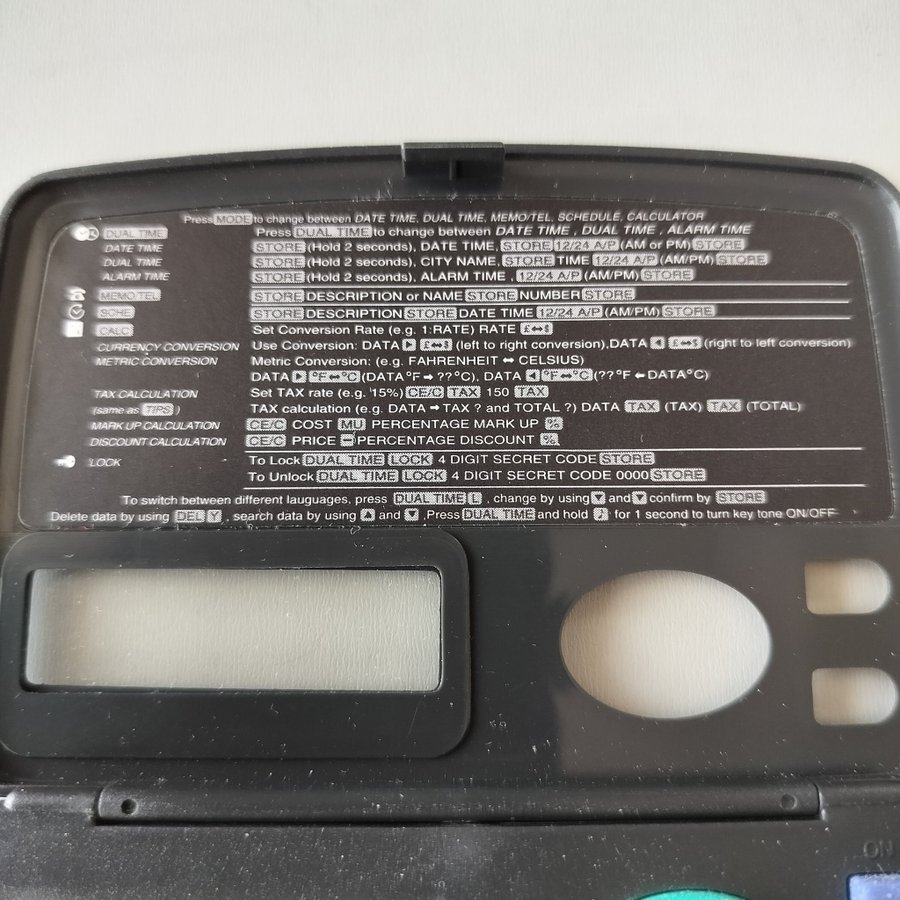 Press MODE to change between DATE TIME, DUAL TIME, MEMO/TEL, SCHEDULE, CALCULATOR
DUAL TIME Press DUAL TIME to change between DATE TIME , DUAL TIME , ALARM TIME
DATE TIME STORE (Hold 2 seconds), DATE TIME, STORE 12/24 A/P (AM or PM) STORE
DUAL TIME STORE (Hold 2 seconds), CITY NAME, STORE TIME 12/24 A/P (AM/PM) STORE
ALARM TIME STORE (Hold 2 seconds), ALARM TIME , 12/24 A/P (AM/PM) STORE
MEMO/TEL STORE DESCRIPTION or NAME STORE NUMBER STORE
SCHE STORE DESCRIPTION STORE DATE TIME 12/24 A/P (AM/PM) STORE
CALC Set Conversion Rate (e.g. 1:RATE) RATE £↔$
CURRENCY CONVERSION Use Conversion: DATA ▶ £↔$ (left to right conversion),DATA ◀ £↔$ (right to left conversion)
METRIC CONVERSION Metric Conversion: (e.g. FAHRENHEIT ↔ CELSIUS)
DATA ▶ °F↔°C (DATA°F → ??°C), DATA ◀ °F↔°C (??°F ← DATA°C)
TAX CALCULATION Set TAX rate (e.g. 15%) CE/C TAX 150 TAX
(same as TIPS ) TAX calculation (e.g. DATA → TAX ? and TOTAL ?) DATA TAX (TAX) TAX (TOTAL)
MARK UP CALCULATION CE/C COST MU PERCENTAGE MARK UP %
DISCOUNT CALCULATION CE/C PRICE − PERCENTAGE DISCOUNT %
LOCK To Lock DUAL TIME LOCK 4 DIGIT SECRET CODE STORE
To Unlock DUAL TIME LOCK 4 DIGIT SECRET CODE 0000 STORE
To switch between different lauguages, press DUAL TIME L , change by using ▼ and ▼ confirm by STORE
Delete data by using DEL Y , search data by using ▲ and ▼ .Press DUAL TIME and hold ♪ for 1 second to turn key tone ON/OFF
ON